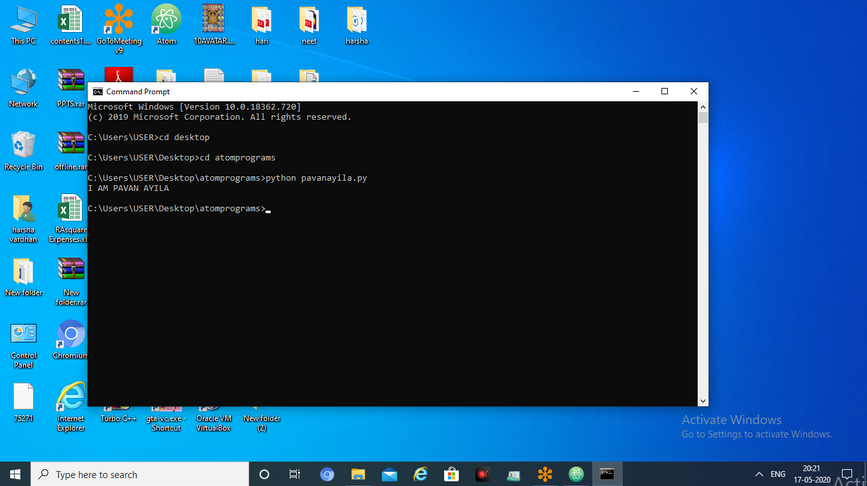 This PC
contents1...
GoToMeeting
v9
Atom
10AVATAR....
hari
neet
harsha
Network
PPTS.rar
Recycle Bin
offline.rar
harsha
vardhan
RAsquare
Expenses.xl
New folder
New
folder.rar
Control
Panel
Chromium
75271
Internet
Explorer
Turbo C++
gta-vc.exe -
Shortcut
Oracle VM
VirtualBox
New folder
(2)
Command Prompt
Microsoft Windows [Version 10.0.18362.720]
(c) 2019 Microsoft Corporation. All rights reserved.
C:\Users\USER>cd desktop
C:\Users\USER\Desktop>cd atomprograms
C:\Users\USER\Desktop\atomprograms>python pavanayila.py
I AM PAVAN AYILA
C:\Users\USER\Desktop\atomprograms>
Activate Windows
Go to Settings to activate Windows.
Type here to search
ENG
20:21
17-05-2020